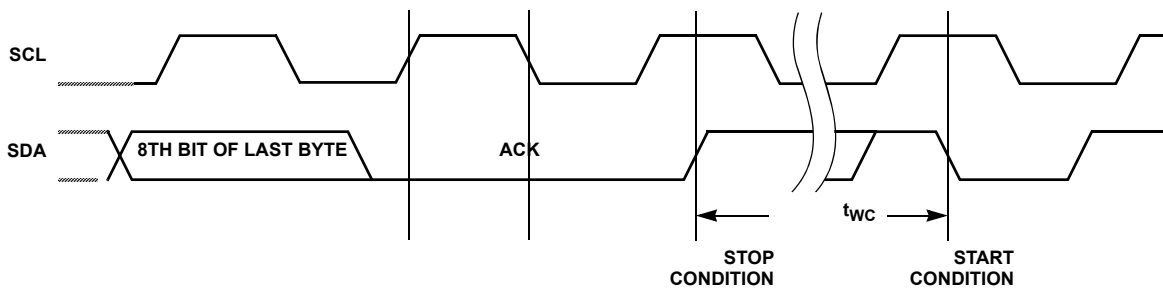 SCL
SDA
8TH BIT OF LAST BYTE
ACK
tWC
STOP
CONDITION
START
CONDITION